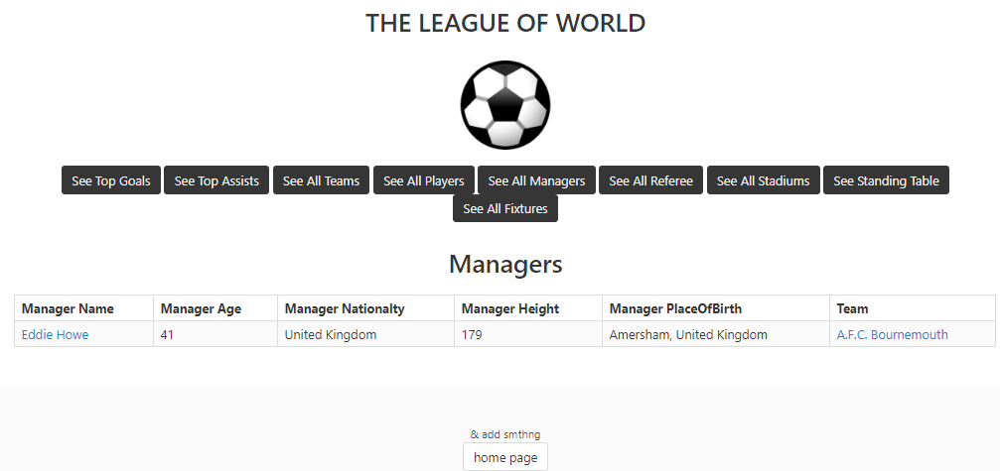 THE LEAGUE OF WORLD
See Top Goals See Top Assists See All Teams See All Players See All Managers See All Referee See All Stadiums See Standing Table
See All Fixtures
Managers
Manager Name Manager Age Manager Nationalty Manager Height Manager PlaceOfBirth Team
Eddie Howe 41 United Kingdom 179 Amersham, United Kingdom A.F.C. Bournemouth
& add smthng
home page